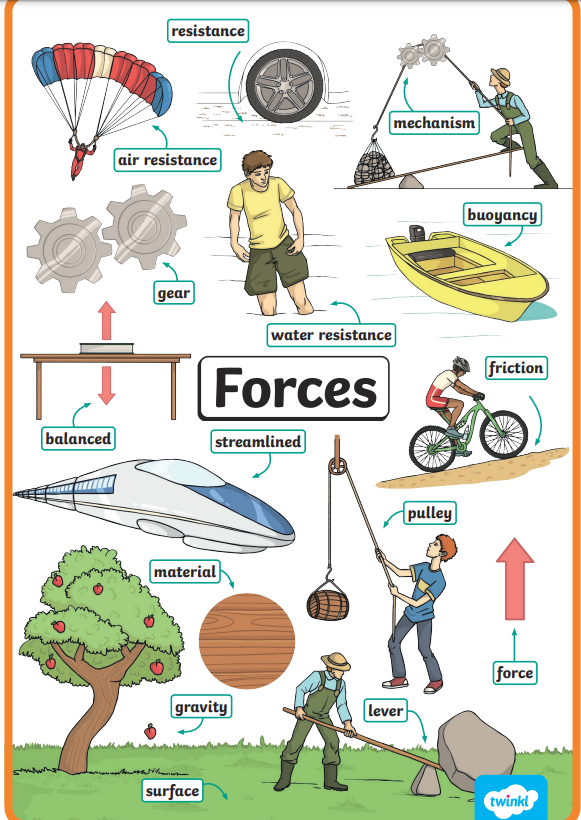 resistance
mechanism
air resistance
buoyancy
gear
water resistance
Forces
friction
balanced
streamlined
pulley
material
force
gravity
lever
surface
twinkl